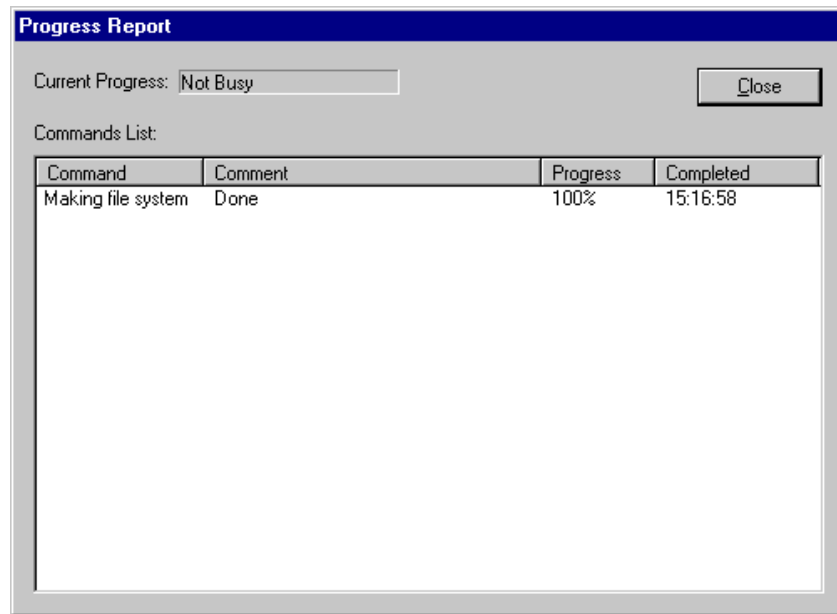 Progress Report
Current Progress: Not Busy
Close
Commands List:
Command Comment Progress Completed
Making file system Done 100% 15:16:58